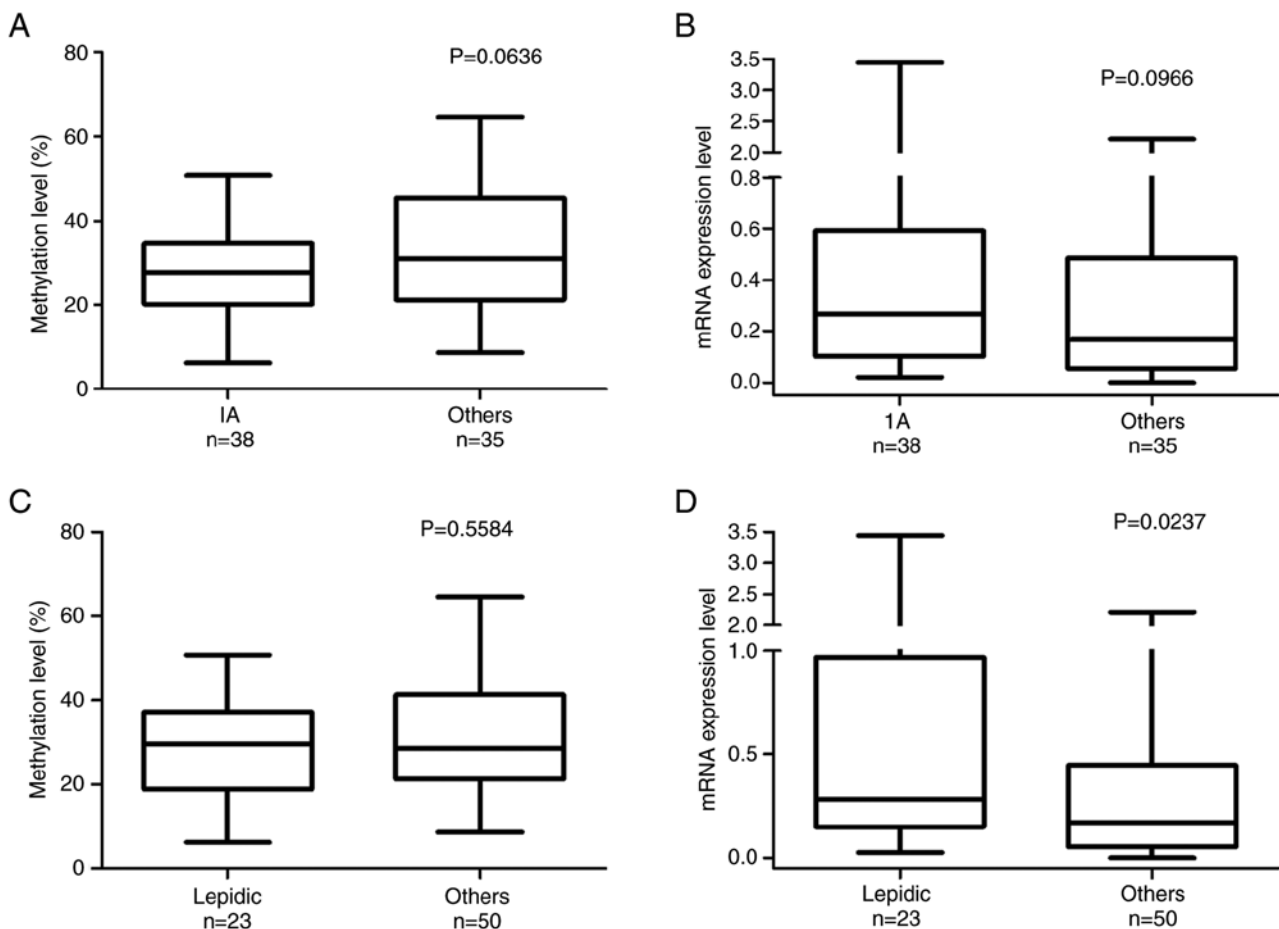 A
Methylation level (%)
80
60
40
20
0
P=0.0636
IA
n=38
Others
n=35
B
mRNA expression level
3.5
3.0
2.5
2.0
0.8
0.6
0.4
0.2
0.0
P=0.0966
1A
n=38
Others
n=35
C
Methylation level (%)
80
60
40
20
0
P=0.5584
Lepidic
n=23
Others
n=50
D
mRNA expression level
3.5
3.0
2.5
2.0
1.0
0.5
0.0
P=0.0237
Lepidic
n=23
Others
n=50